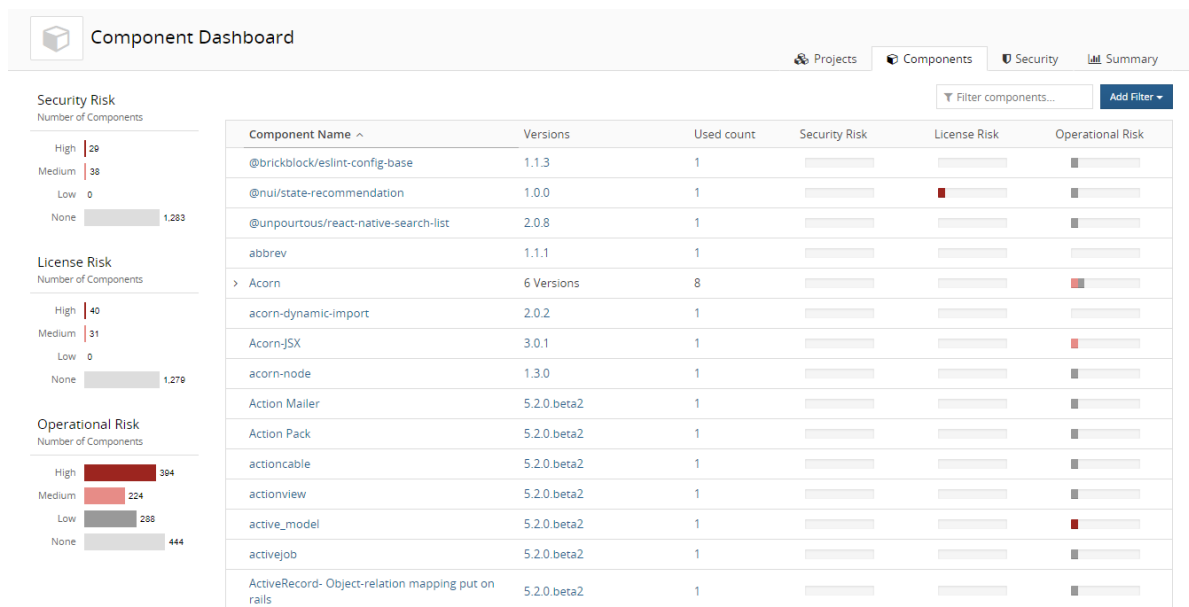 Component Dashboard
Projects Components Security Summary
Filter components... Add Filter
Security Risk
Number of Components
High 29
Medium 38
Low 0
None 1,283
License Risk
Number of Components
High 40
Medium 31
Low 0
None 1,279
Operational Risk
Number of Components
High 394
Medium 224
Low 288
None 444
Component Name Versions Used count Security Risk License Risk Operational Risk
@brickblock/eslint-config-base 1.1.3 1
@nui/state-recommendation 1.0.0 1
@unpourtous/react-native-search-list 2.0.8 1
abbrev 1.1.1 1
Acorn 6 Versions 8
acorn-dynamic-import 2.0.2 1
Acorn-JSX 3.0.1 1
acorn-node 1.3.0 1
Action Mailer 5.2.0.beta2 1
Action Pack 5.2.0.beta2 1
actioncable 5.2.0.beta2 1
actionview 5.2.0.beta2 1
active_model 5.2.0.beta2 1
activejob 5.2.0.beta2 1
ActiveRecord- Object-relation mapping put on
rails 5.2.0.beta2 1